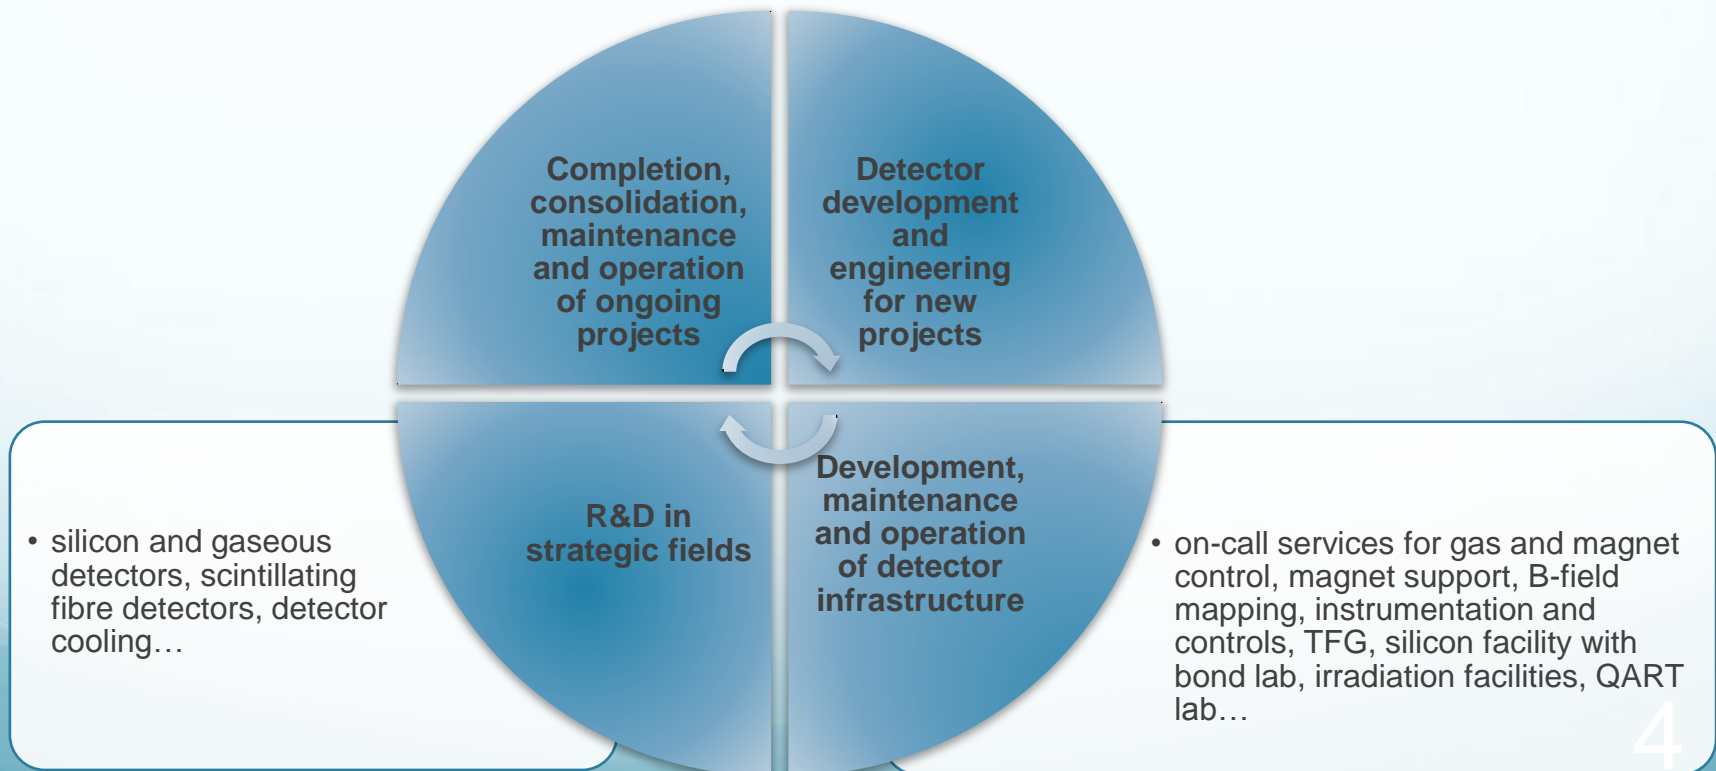 Completion,
consolidation,
maintenance
and operation
of ongoing
projects
Detector
development
and
engineering
for new
projects
R&D in
strategic fields
Development,
maintenance
and operation
of detector
infrastructure
• silicon and gaseous
detectors, scintillating
fibre detectors, detector
cooling…
• on-call services for gas and magnet
control, magnet support, B-field
mapping, instrumentation and
controls, TFG, silicon facility with
bond lab, irradiation facilities, QART
lab…
4